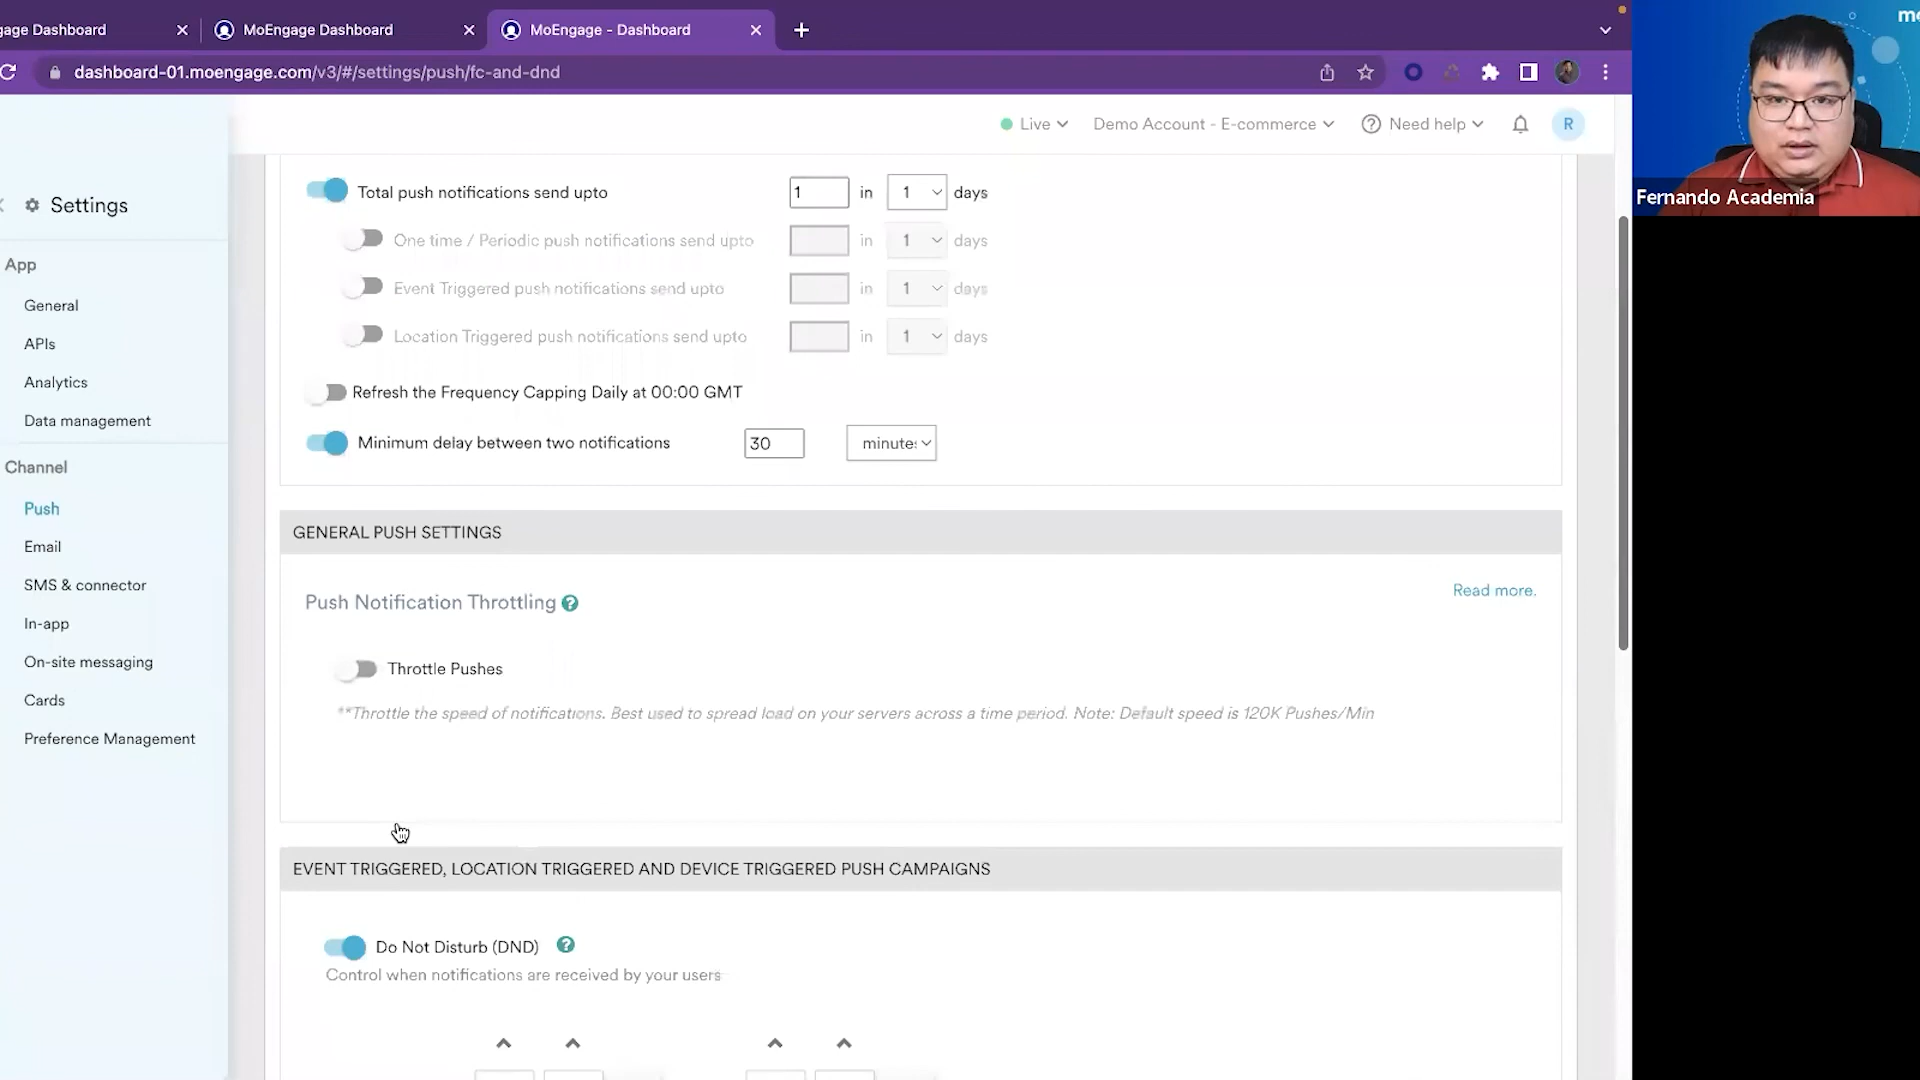 gage Dashboard
MoEngage Dashboard
MoEngage - Dashboard
dashboard-01.moengage.com/v3/#/settings/push/fc-and-dnd
Live
Demo Account - E-commerce
Need help
R
Settings
App
General
APIs
Analytics
Data management
Channel
Push
Email
SMS & connector
In-app
On-site messaging
Cards
Preference Management
Total push notifications send upto 1 in 1 days
One time / Periodic push notifications send upto in 1 days
Event Triggered push notifications send upto in 1 days
Location Triggered push notifications send upto in 1 days
Refresh the Frequency Capping Daily at 00:00 GMT
Minimum delay between two notifications 30 minutes
GENERAL PUSH SETTINGS
Push Notification Throttling ?
Read more.
Throttle Pushes
**Throttle the speed of notifications. Best used to spread load on your servers across a time period. Note: Default speed is 120K Pushes/Min
EVENT TRIGGERED, LOCATION TRIGGERED AND DEVICE TRIGGERED PUSH CAMPAIGNS
Do Not Disturb (DND) ?
Control when notifications are received by your users
Fernando Academia